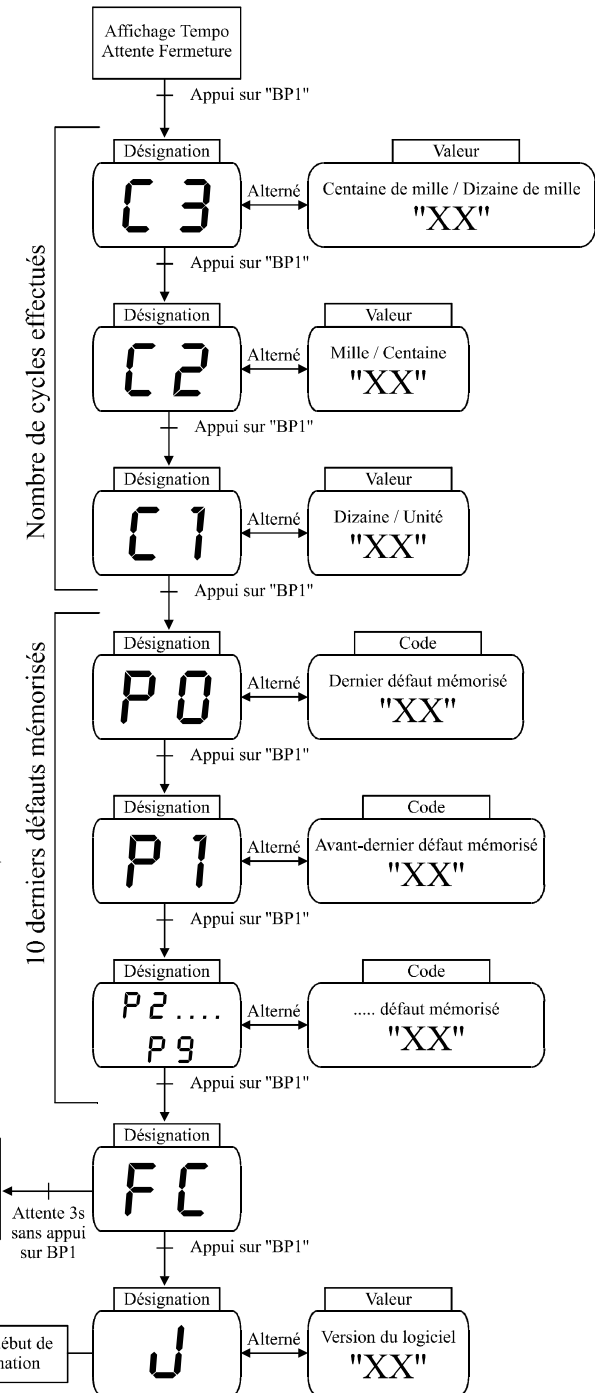 Affichage Tempo
Attente Fermeture
Appui sur "BP1"
Nombre de cycles effectués
Désignation
C3
Alterné
Valeur
Centaine de mille / Dizaine de mille
"XX"
Appui sur "BP1"
Désignation
C2
Alterné
Valeur
Mille / Centaine
"XX"
Appui sur "BP1"
Désignation
C1
Alterné
Valeur
Dizaine / Unité
"XX"
Appui sur "BP1"
10 derniers défauts mémorisés
Désignation
P0
Alterné
Code
Dernier défaut mémorisé
"XX"
Appui sur "BP1"
Désignation
P1
Alterné
Code
Avant-dernier défaut mémorisé
"XX"
Appui sur "BP1"
Désignation
P2....
P9
Alterné
Code
..... défaut mémorisé
"XX"
Appui sur "BP1"
Désignation
FC
Attente 3s
sans appui
sur BP1
Appui sur "BP1"
Désignation
J
Alterné
Valeur
Version du logiciel
"XX"
ébut de
nation